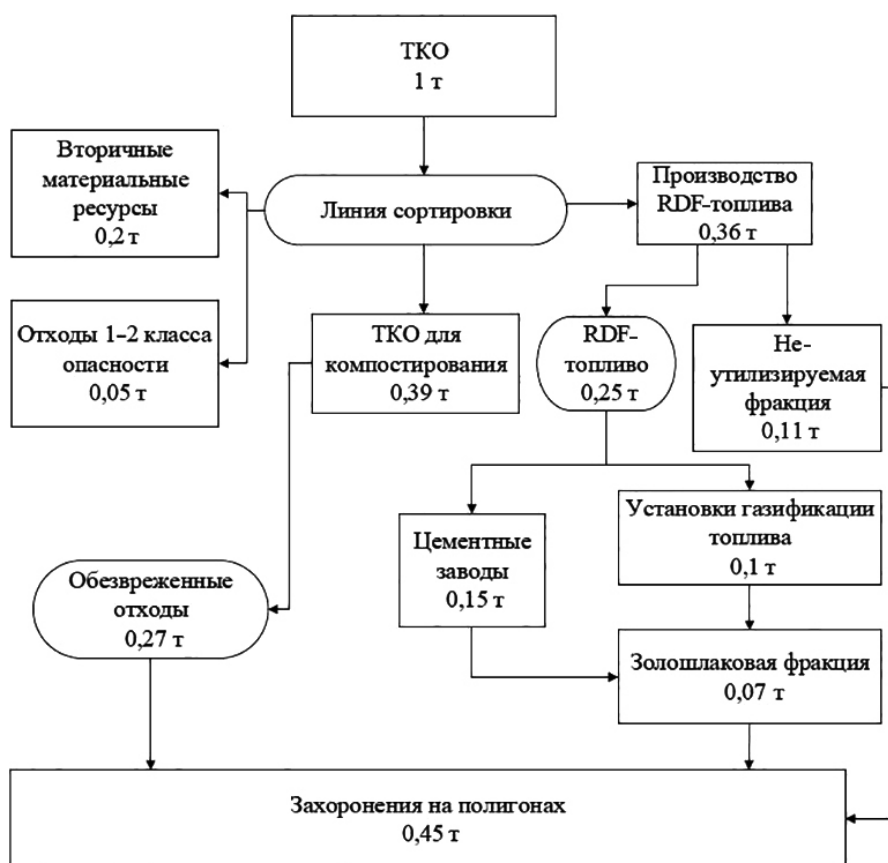 ТКО
1 т
Вторичные
материальные
ресурсы
0,2 т
Линия сортировки
Производство
RDF-топлива
0,36 т
Отходы 1–2 класса
опасности
0,05 т
ТКО для
компостирования
0,39 т
RDF-
топливо
0,25 т
Не-
утилизируемая
фракция
0,11 т
Цементные
заводы
0,15 т
Установки газификации
топлива
0,1 т
Обезвреженные
отходы
0,27 т
Золошлаковая фракция
0,07 т
Захоронения на полигонах
0,45 т